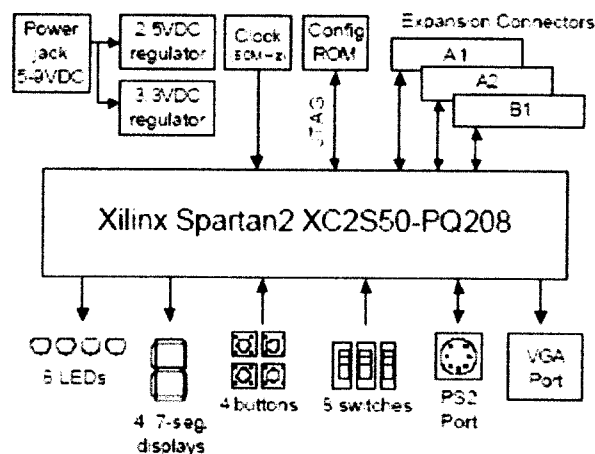 Power
jack
5-9VDC
2.5VDC
regulator
3.3VDC
regulator
Clock
Config
ROM
JTAG
Expansion Connectors
A1
A2
B1
Xilinx Spartan2 XC2S50-PQ208
LEDs
4 7-seg.
displays
4 buttons
switches
PS2
Port
VGA
Port